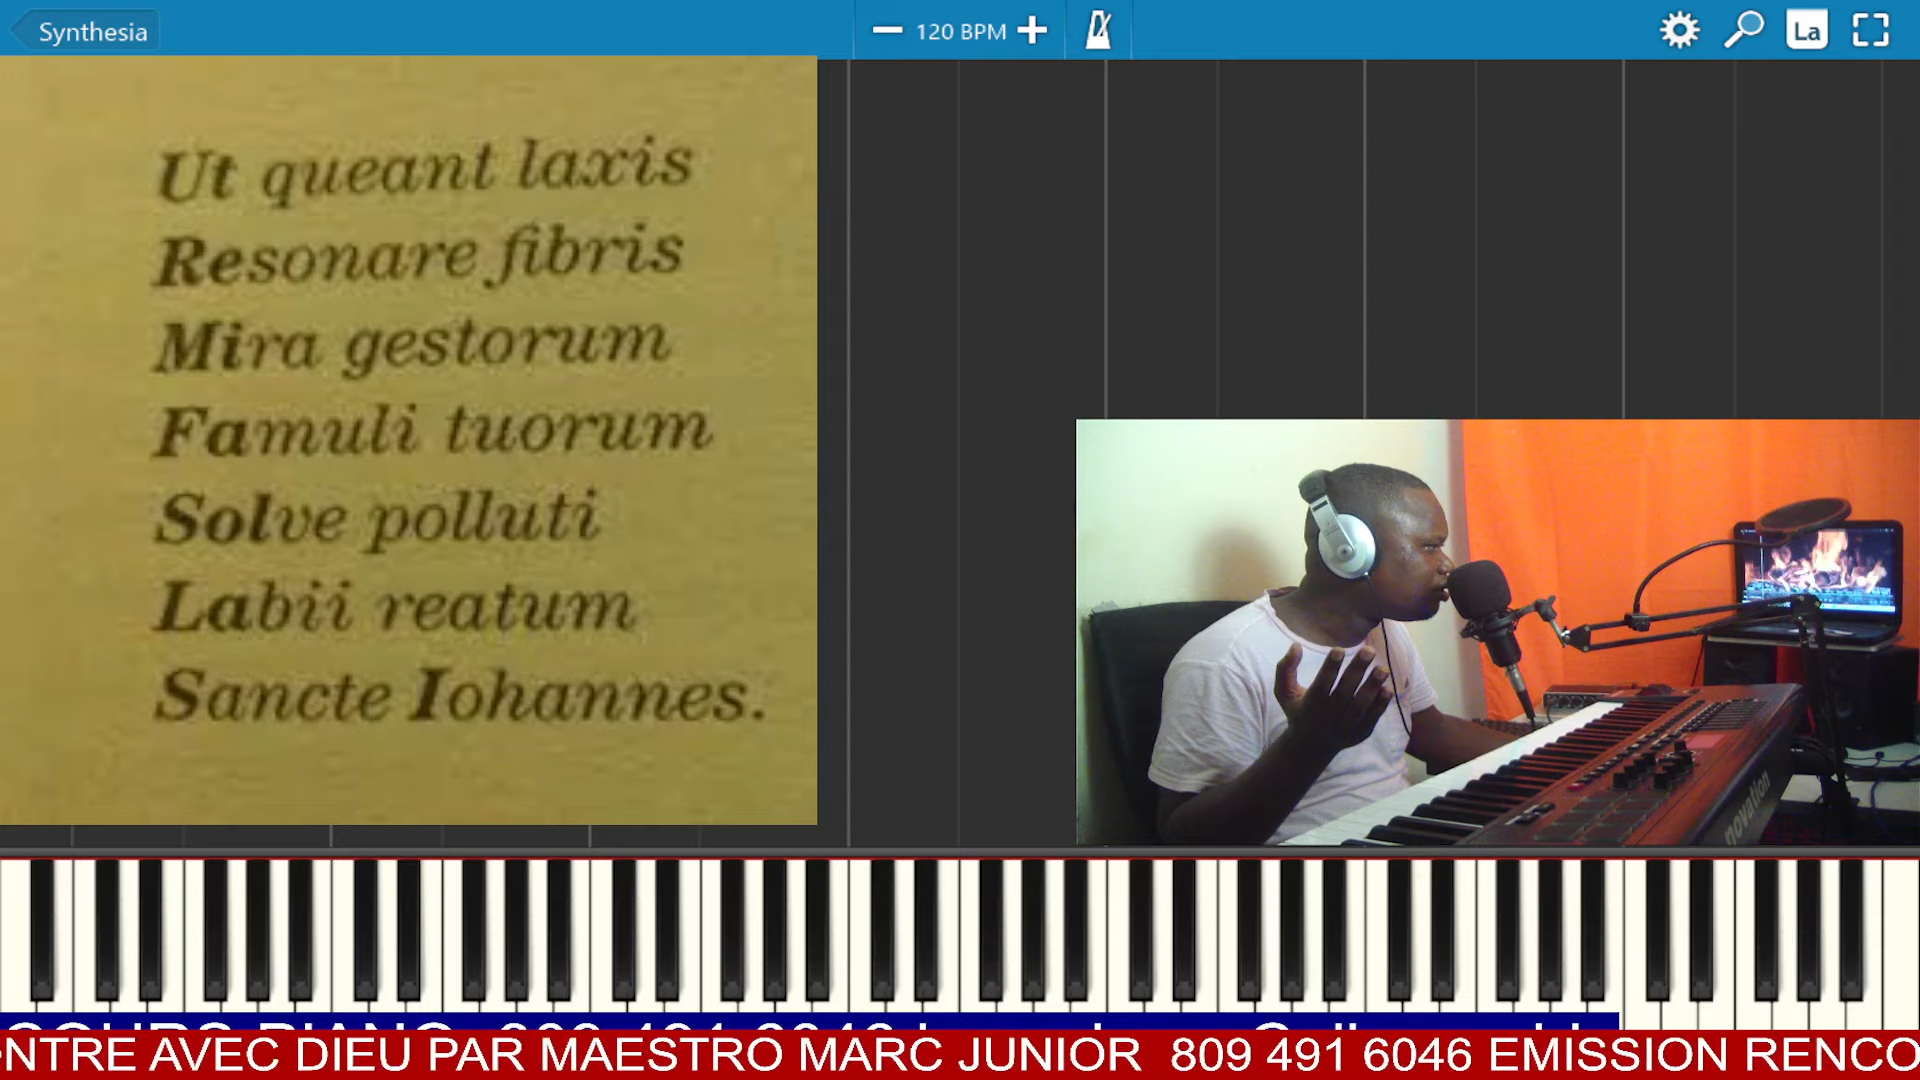 Synthesia
120 BPM
La
Ut queant laxis
Resonare fibris
Mira gestorum
Famuli tuorum
Solve polluti
Labii reatum
Sancte Iohannes.
novation
NTRE AVEC DIEU PAR MAESTRO MARC JUNIOR 809 491 6046 EMISSION RENCO